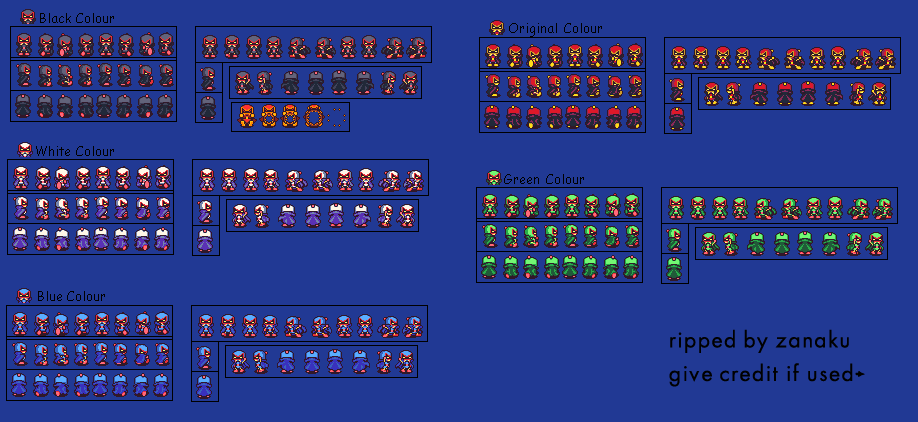 Black Colour
Original Colour
White Colour
Green Colour
Blue Colour
ripped by zanaku
give credit if used